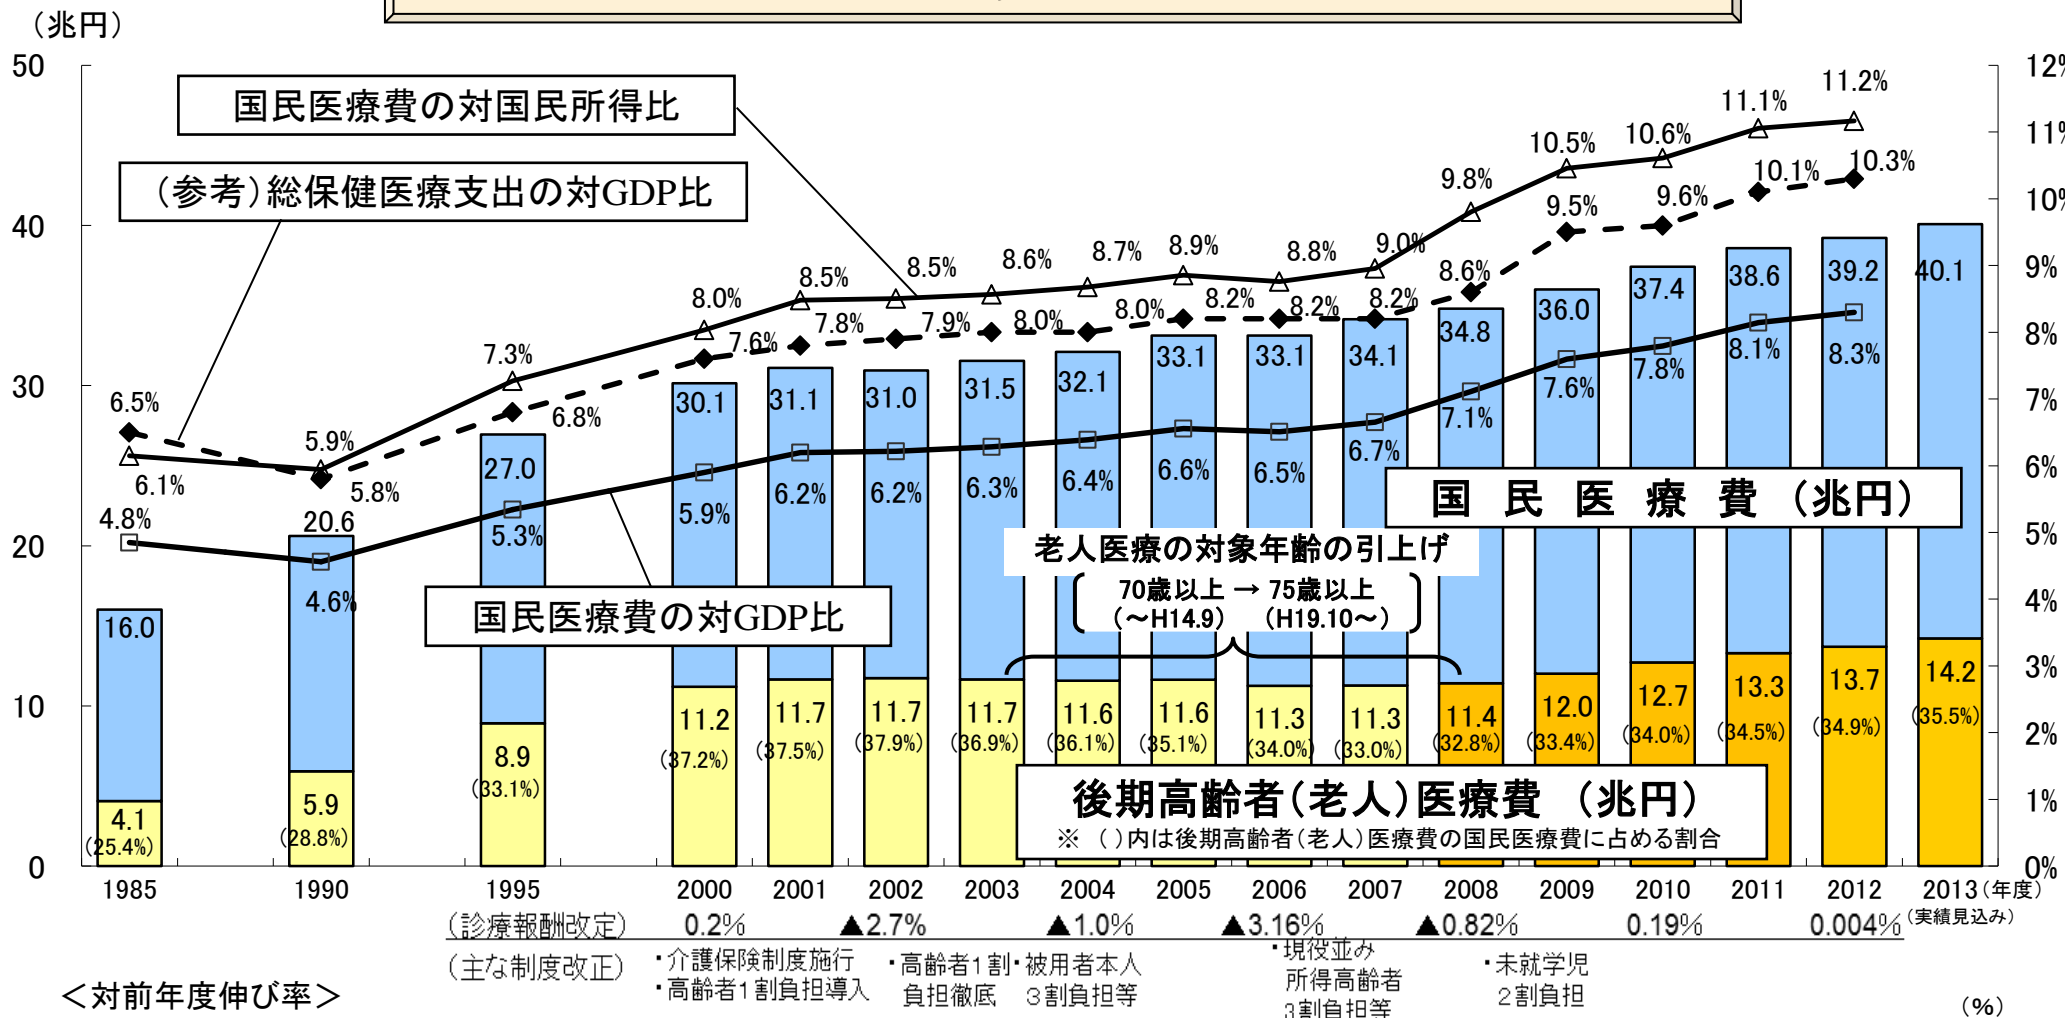 (兆円)
50
40
30
20
10
0
12%
11%
10%
9%
8%
7%
6%
5%
4%
3%
2%
1%
0%
国民医療費の対国民所得比
(参考)総保健医療支出の対GDP比
国民医療費の対GDP比
6.1% 5.9% 7.3% 8.0% 8.5% 8.5% 8.6% 8.7% 8.9% 8.8% 9.0% 9.8% 10.5% 10.6% 11.1% 11.2%
6.5% 5.8% 6.8% 7.6% 7.8% 7.9% 8.0% 8.0% 8.2% 8.2% 8.2% 8.6% 9.5% 9.6% 10.1% 10.3%
16.0 20.6 27.0 30.1 31.1 31.0 31.5 32.1 33.1 33.1 34.1 34.8 36.0 37.4 38.6 39.2 40.1
4.8% 4.6% 5.3% 5.9% 6.2% 6.2% 6.3% 6.4% 6.6% 6.5% 6.7% 7.1% 7.6% 7.8% 8.1% 8.3%
国 民 医 療 費 (兆円)
老人医療の対象年齢の引上げ
70歳以上 → 75歳以上
(~H14.9) (H19.10~)
4.1 5.9 8.9 11.2 11.7 11.7 11.7 11.6 11.6 11.3 11.3 11.4 12.0 12.7 13.3 13.7 14.2
(25.4%) (28.8%) (33.1%) (37.2%) (37.5%) (37.9%) (36.9%) (36.1%) (35.1%) (34.0%) (33.0%) (32.8%) (33.4%) (34.0%) (34.5%) (34.9%) (35.5%)
後期高齢者(老人)医療費 (兆円)
※ ( )内は後期高齢者(老人)医療費の国民医療費に占める割合
1985 1990 1995 2000 2001 2002 2003 2004 2005 2006 2007 2008 2009 2010 2011 2012 2013(年度)
(実績見込み)
(診療報酬改定) 0.2% ▲2.7% ▲1.0% ▲3.16% ▲0.82% 0.19% 0.004%
(主な制度改正)
・介護保険制度施行
・高齢者1割負担導入
・高齢者1割
負担徹底
・被用者本人
3割負担等
・現役並み
所得高齢者
3割負担等
・未就学児
2割負担
<対前年度伸び率>
(%)